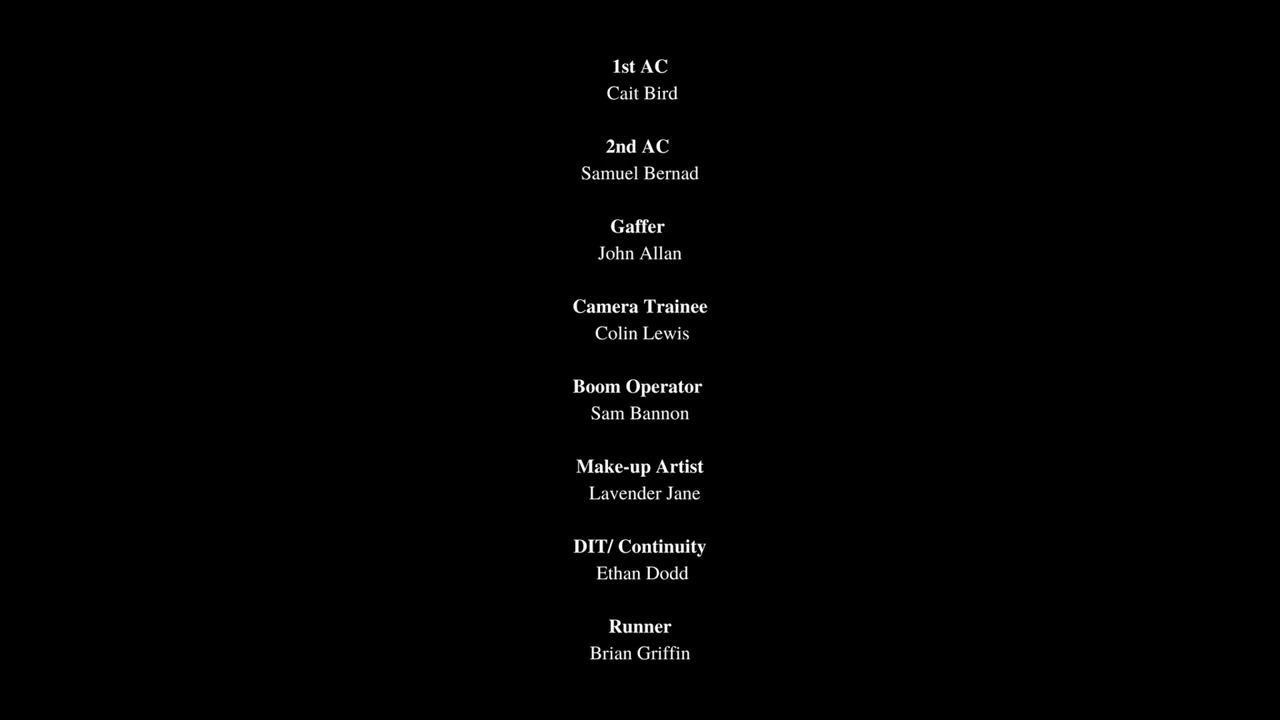 1st AC
Cait Bird
2nd AC
Samuel Bernad
Gaffer
John Allan
Camera Trainee
Colin Lewis
Boom Operator
Sam Bannon
Make-up Artist
Lavender Jane
DIT/ Continuity
Ethan Dodd
Runner
Brian Griffin